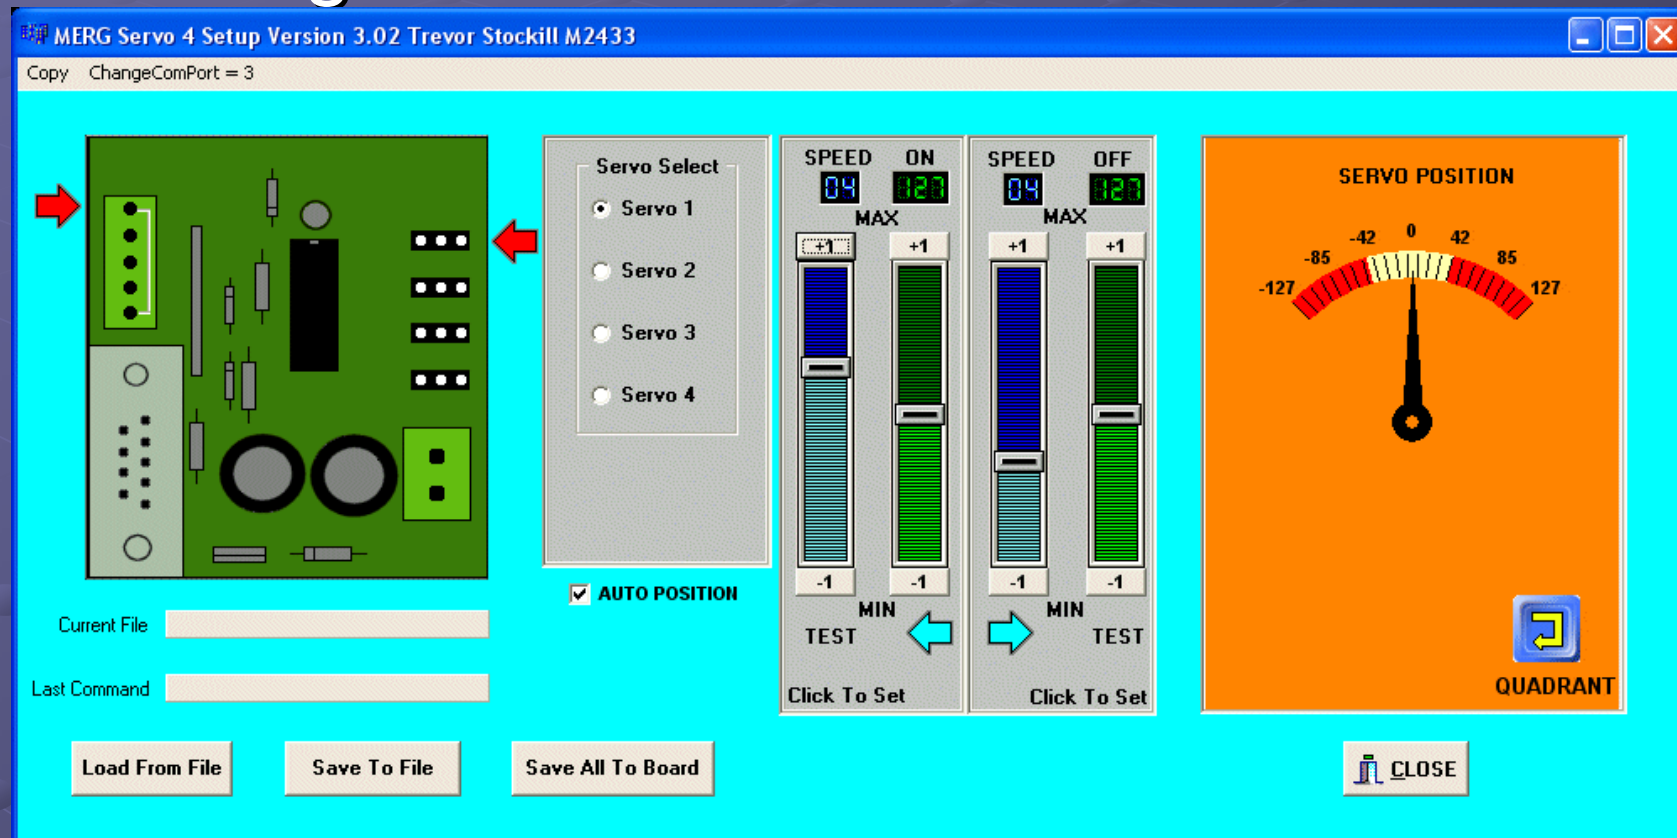 MERG Servo 4 Setup Version 3.02 Trevor Stockill M2433
Copy ChangeComPort = 3
Servo Select
Servo 1
Servo 2
Servo 3
Servo 4
AUTO POSITION
SPEED ON
04 127
MAX
+1 +1
-1 -1
MIN
TEST
Click To Set
SPEED OFF
04 127
MAX
+1 +1
-1 -1
MIN
TEST
Click To Set
SERVO POSITION
-127 -85 -42 0 42 85 127
QUADRANT
Current File
Last Command
Load From File
Save To File
Save All To Board
CLOSE